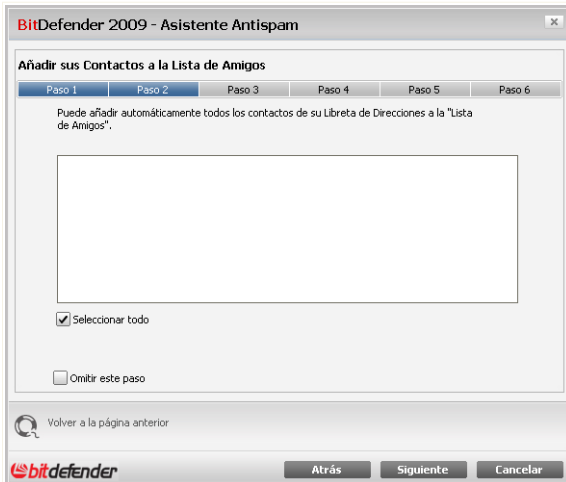 BitDefender 2009 - Asistente Antispam
x
Añadir sus Contactos a la Lista de Amigos
Paso 1 Paso 2 Paso 3 Paso 4 Paso 5 Paso 6
Puede añadir automáticamente todos los contactos de su Libreta de Direcciones a la "Lista
de Amigos".
Seleccionar todo
Omitir este paso
Volver a la página anterior
bitdefender
Atrás Siguiente Cancelar